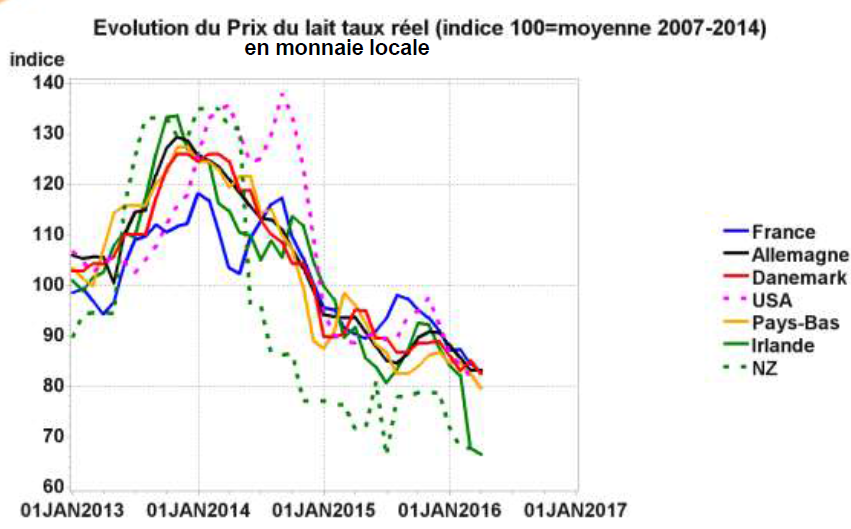 Evolution du Prix du lait taux réel (indice 100=moyenne 2007-2014)
en monnaie locale
indice
140
130
120
110
100
90
80
70
60
01JAN2013 01JAN2014 01JAN2015 01JAN2016 01JAN2017
France
Allemagne
Danemark
USA
Pays-Bas
Irlande
NZ